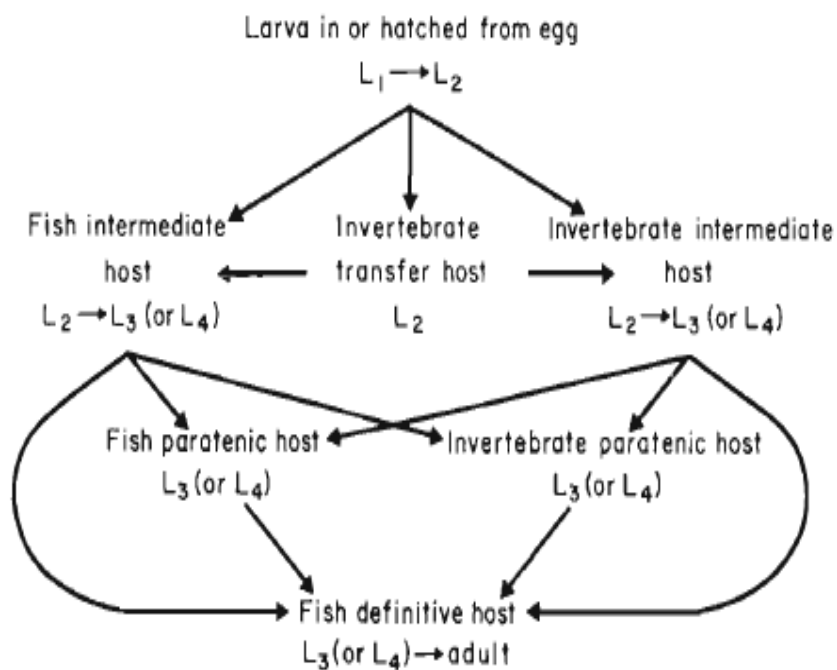 Larva in or hatched from egg
L₁→L₂
Fish intermediate
host
L₂→L₃ (or L₄)
Invertebrate
transfer host
L₂
Invertebrate intermediate
host
L₂→L₃ (or L₄)
Fish paratenic host
L₃ (or L₄)
Invertebrate paratenic host
L₃ (or L₄)
Fish definitive host
L₃ (or L₄)→adult